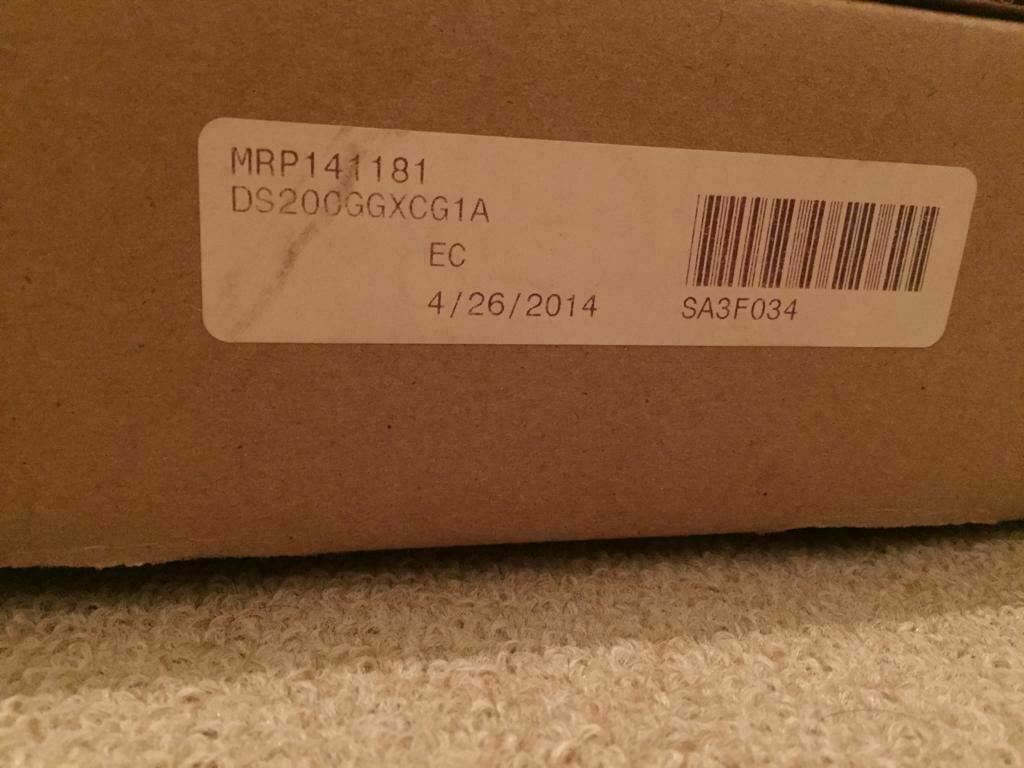 MRP141181
DS200GGXCG1A
EC
4/26/2014
SA3F034